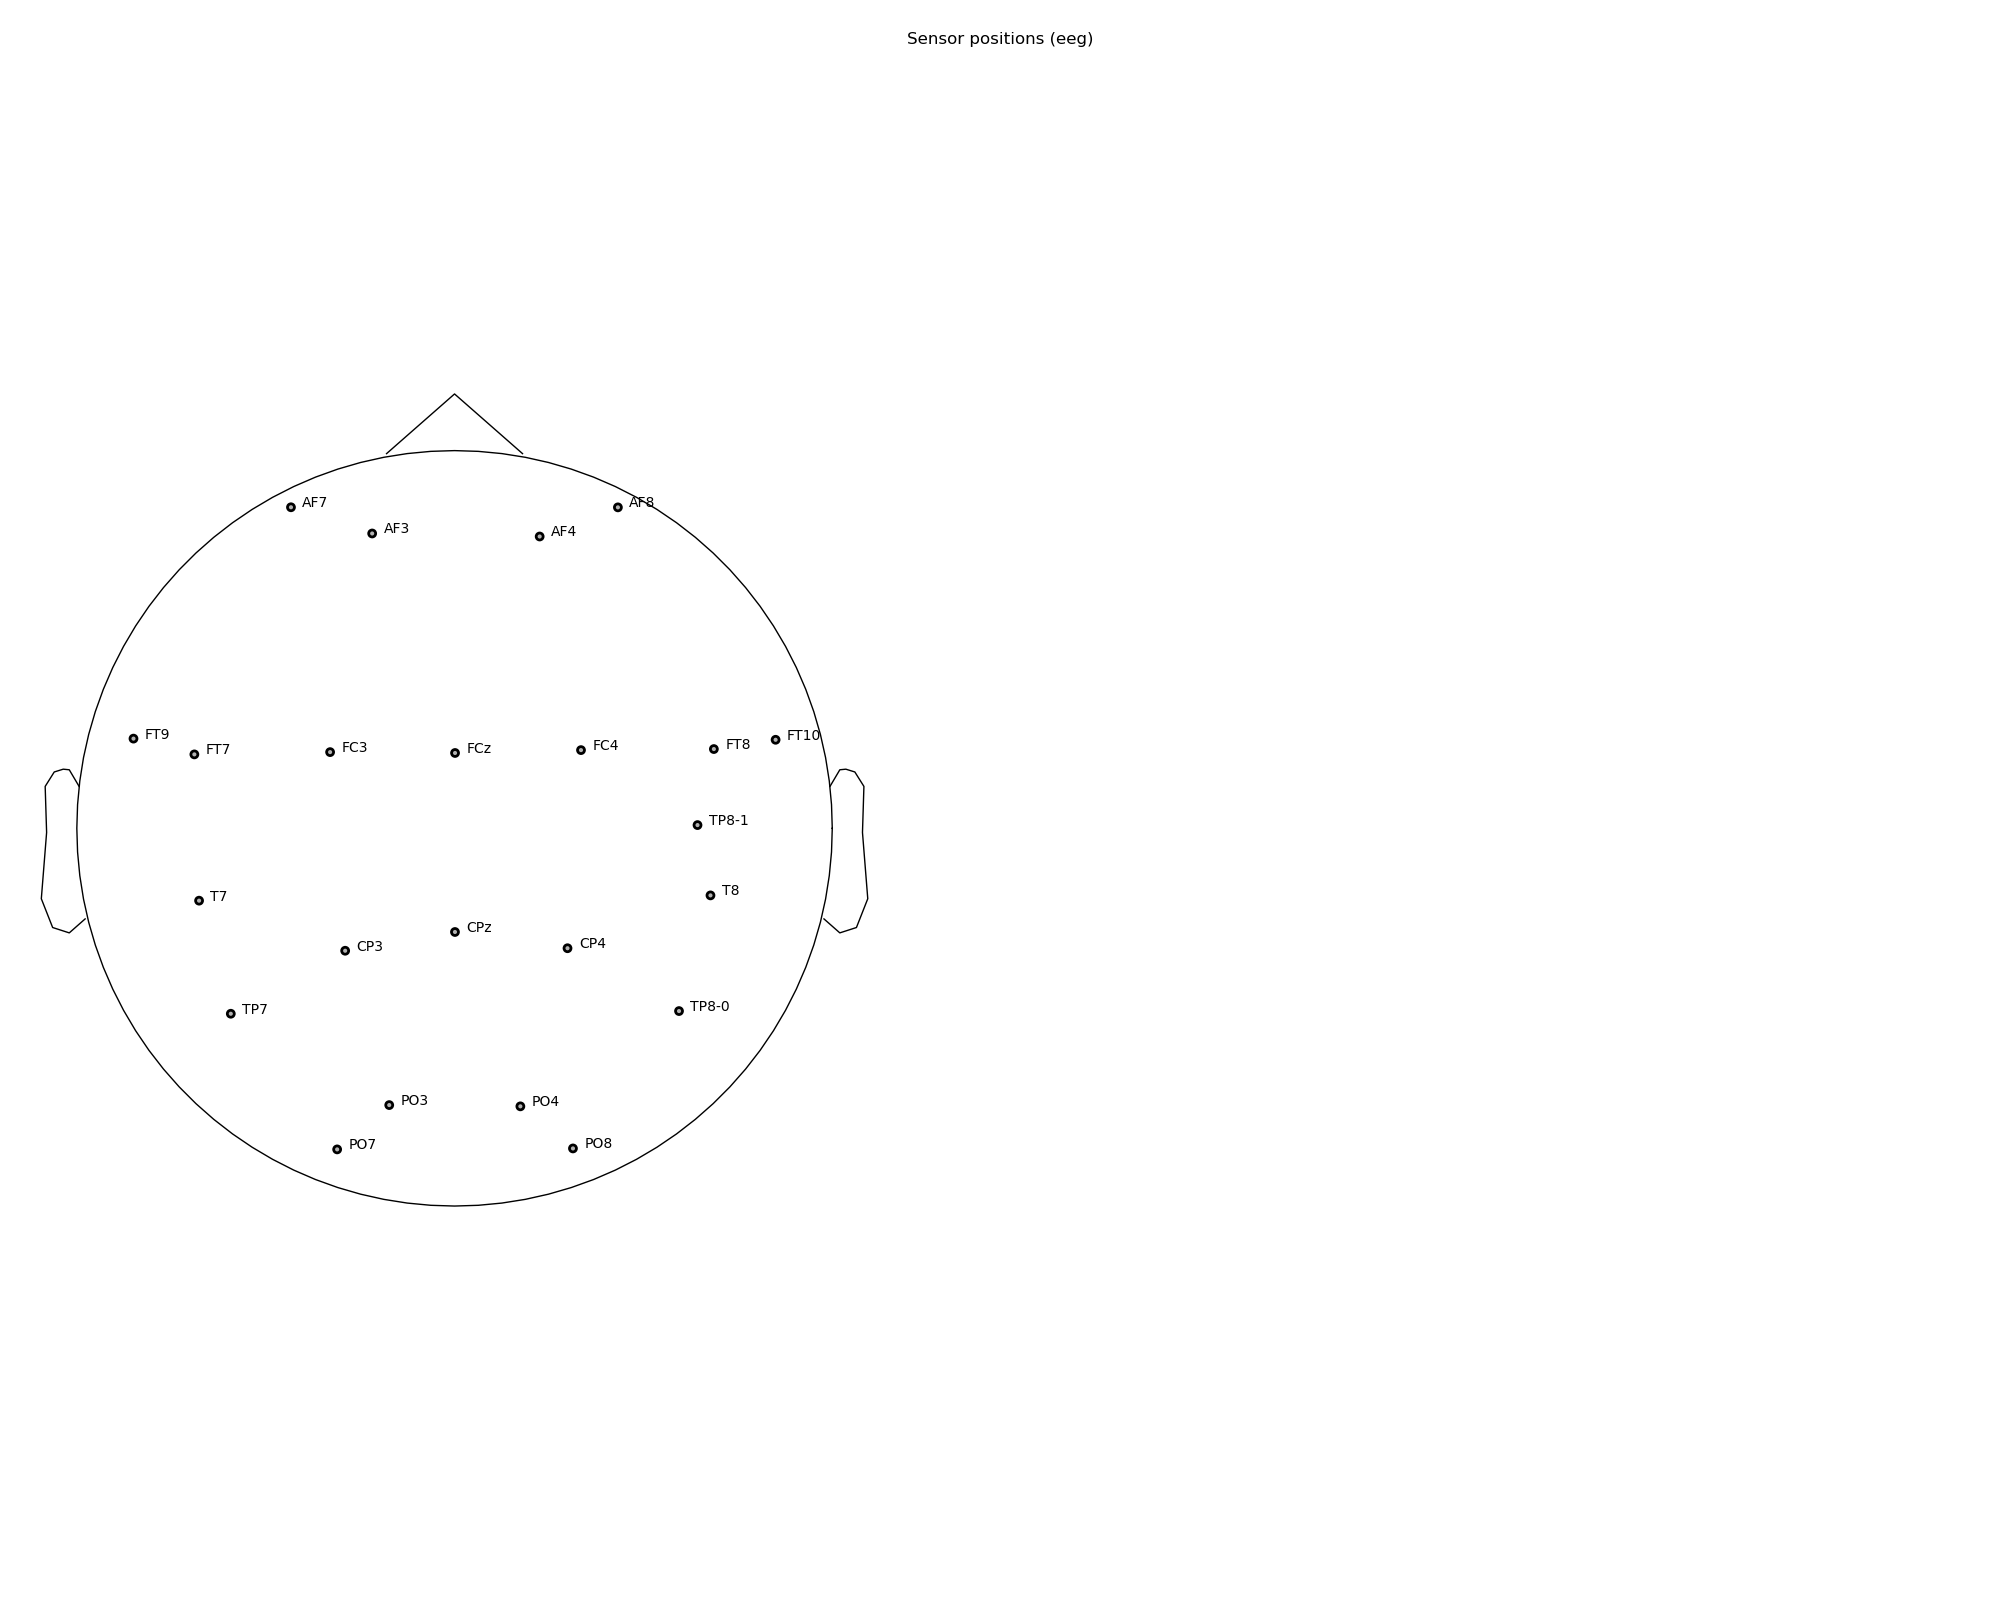 Sensor positions (eeg)
AF7
AF8
AF3
AF4
FT9
FT7
FC3
FCz
FC4
FT8
FT10
TP8-1
T7
T8
CP3
CPz
CP4
TP7
TP8-0
PO3
PO4
PO7
PO8